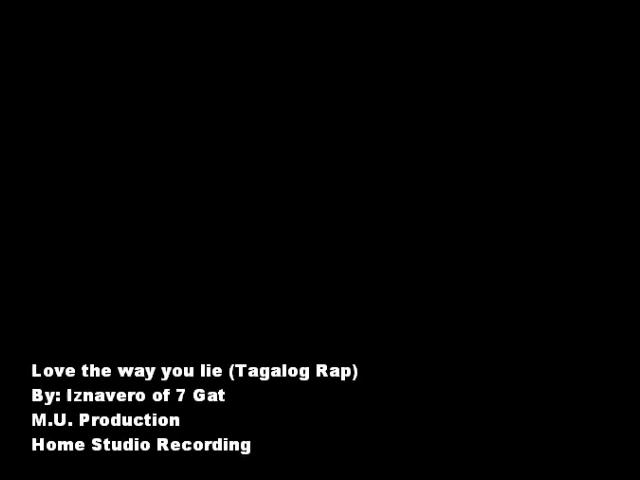 Love the way you lie (Tagalog Rap)
By: Iznavero of 7 Gat
M.U. Production
Home Studio Recording